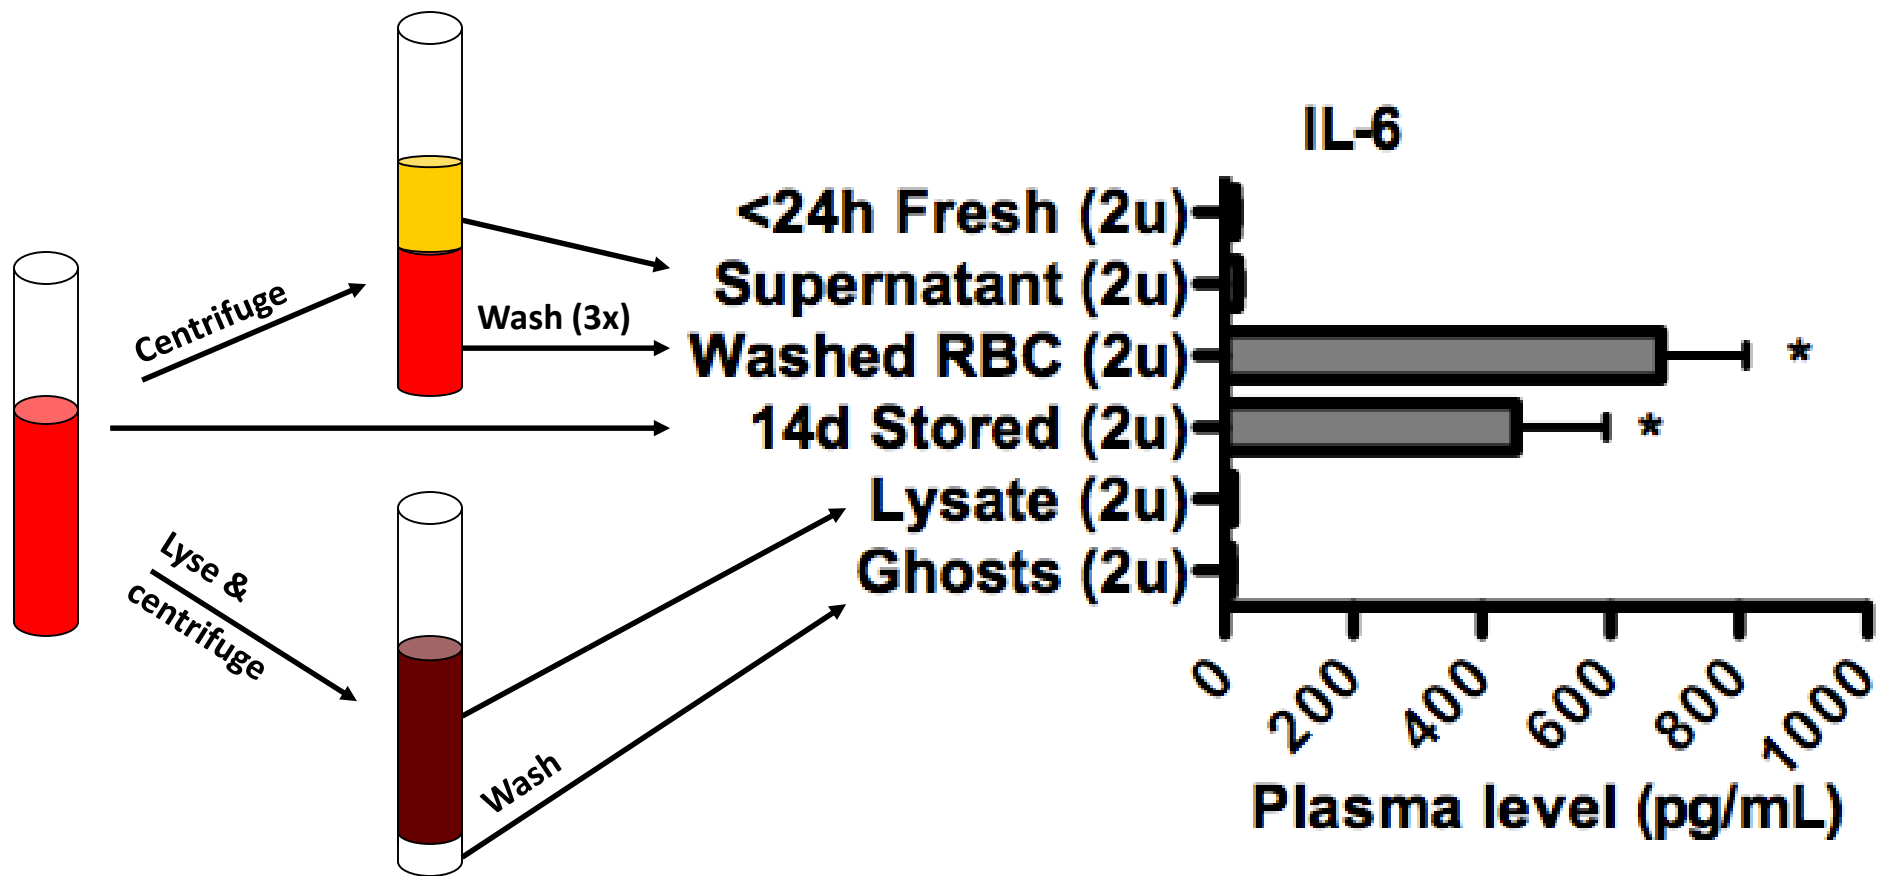 Centrifuge
Wash (3x)
Lyse &
centrifuge
Wash
IL-6
<24h Fresh (2u)
Supernatant (2u)
Washed RBC (2u)
*
14d Stored (2u)
*
Lysate (2u)
Ghosts (2u)
0 200 400 600 800 1000
Plasma level (pg/mL)